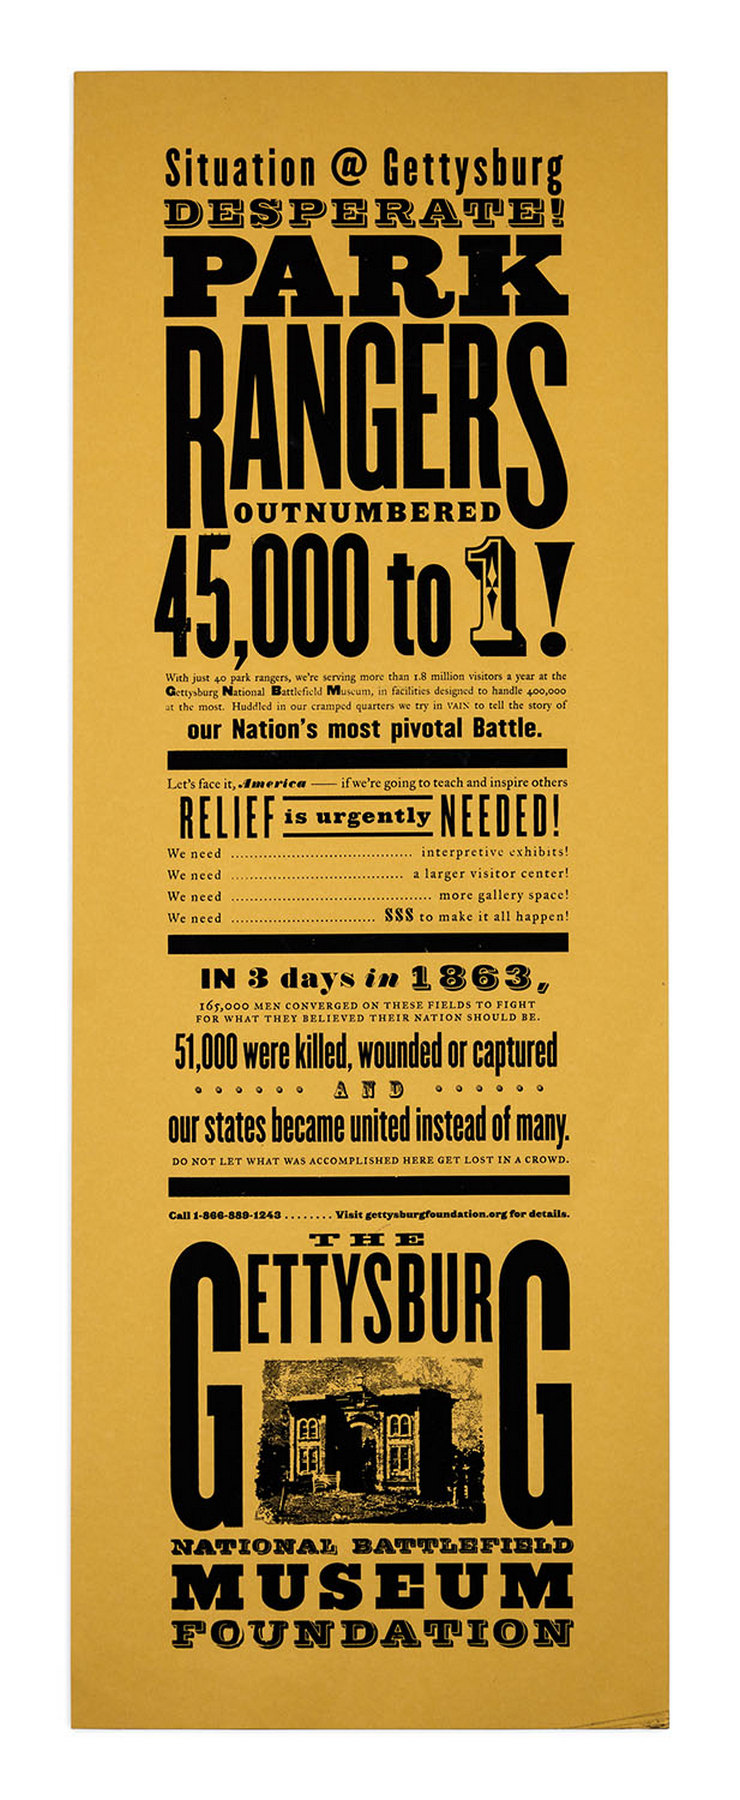 Situation @ Gettysburg
DESPERATE!
PARK
RANGERS
OUTNUMBERED
45,000 to 1!
With just 40 park rangers, we're serving more than 1.8 million visitors a year at the
Gettysburg National Battlefield Museum, in facilities designed to handle 400,000
at the most. Huddled in our cramped quarters we try in VAIN to tell the story of
our Nation's most pivotal Battle.
Let's face it, America — if we're going to teach and inspire others
RELIEF is urgently NEEDED!
We need ........................................ interpretive exhibits!
We need ...................................... a larger visitor center!
We need ............................................ more gallery space!
We need ................................ $$$ to make it all happen!
IN 3 days in 1863,
165,000 MEN CONVERGED ON THESE FIELDS TO FIGHT
FOR WHAT THEY BELIEVED THEIR NATION SHOULD BE.
51,000 were killed, wounded or captured
AND
our states became united instead of many.
DO NOT LET WHAT WAS ACCOMPLISHED HERE GET LOST IN A CROWD.
Call 1-866-889-1243 ........ Visit gettysburgfoundation.org for details.
THE
GETTYSBURG
NATIONAL BATTLEFIELD
MUSEUM
FOUNDATION